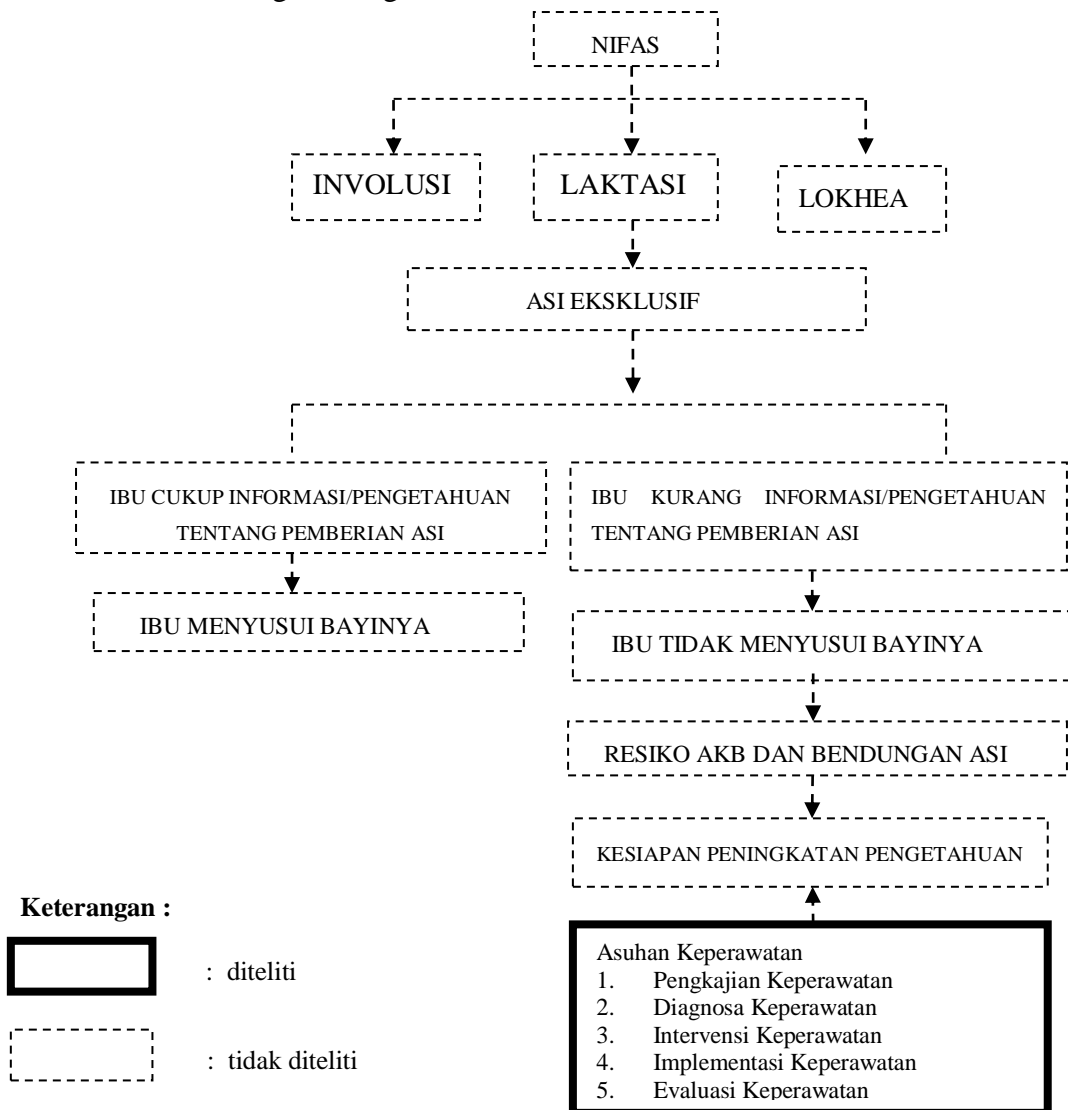 NIFAS
INVOLUSI
LAKTASI
LOKHEA
ASI EKSKLUSIF
IBU CUKUP INFORMASI/PENGETAHUAN
TENTANG PEMBERIAN ASI
IBU KURANG INFORMASI/PENGETAHUAN
TENTANG PEMBERIAN ASI
IBU MENYUSUI BAYINYA
IBU TIDAK MENYUSUI BAYINYA
RESIKO AKB DAN BENDUNGAN ASI
KESIAPAN PENINGKATAN PENGETAHUAN
Keterangan :
: diteliti
: tidak diteliti
Asuhan Keperawatan
1. Pengkajian Keperawatan
2. Diagnosa Keperawatan
3. Intervensi Keperawatan
4. Implementasi Keperawatan
5. Evaluasi Keperawatan